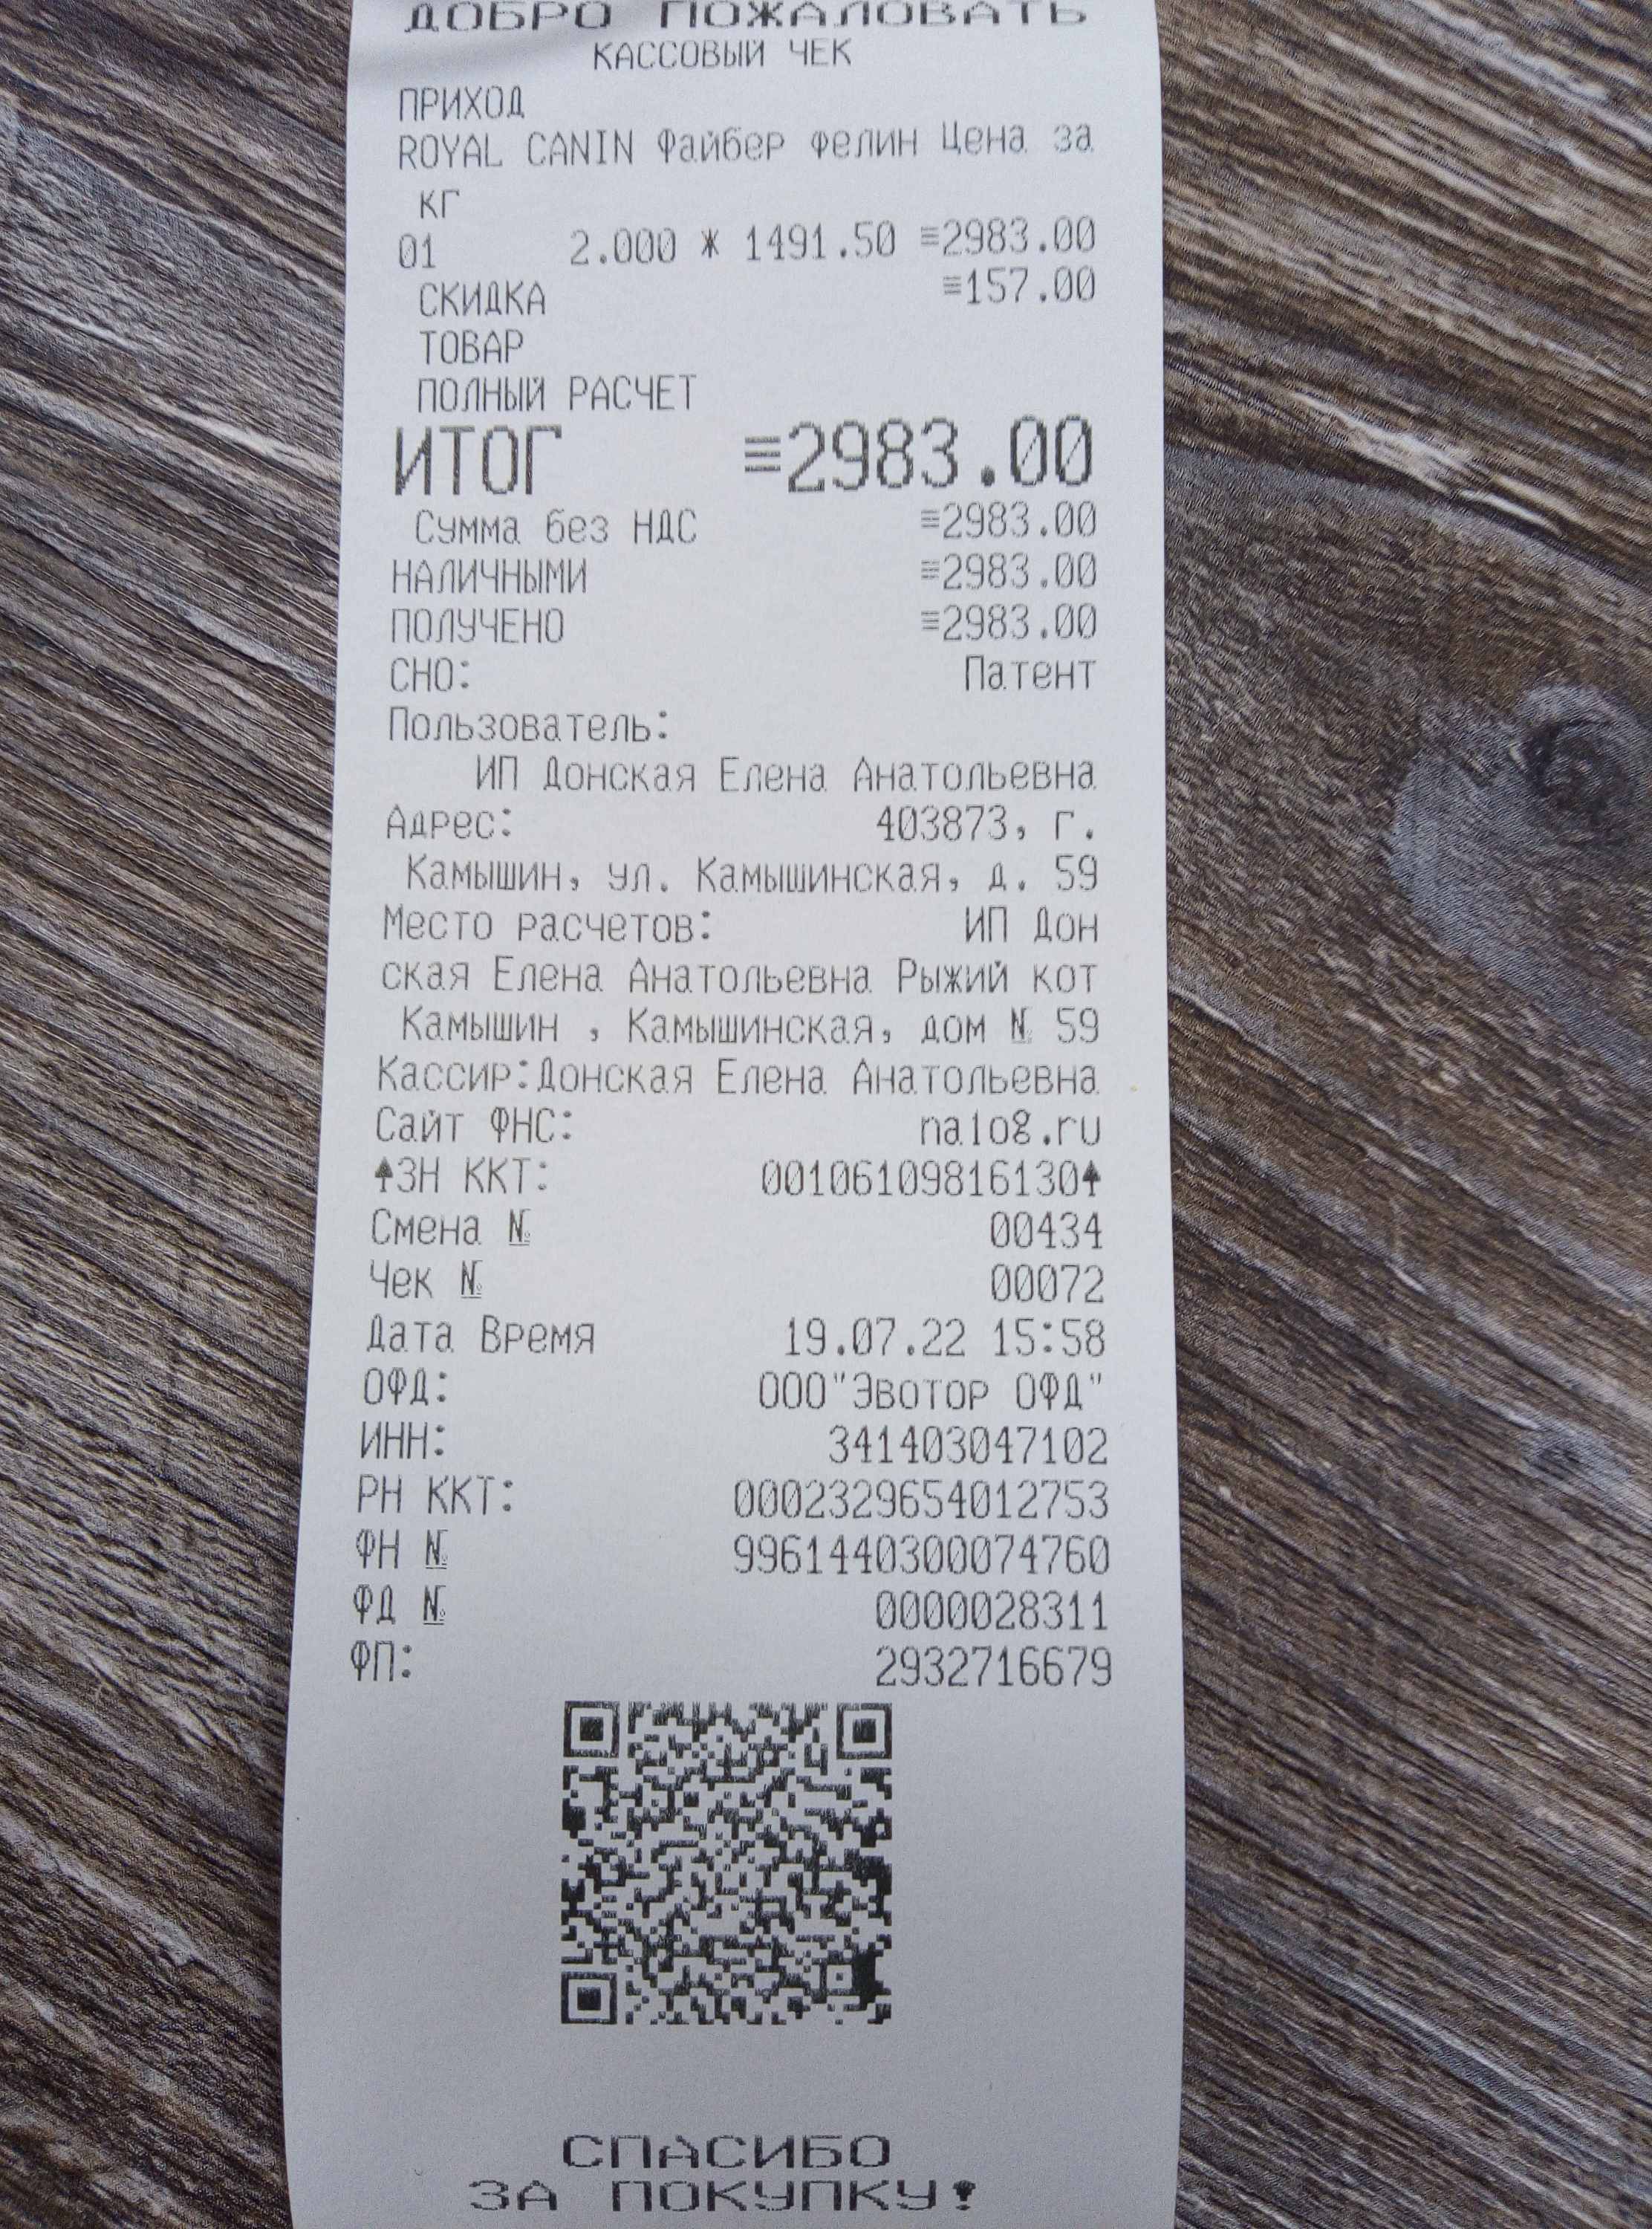 ДОБРО ПОЖАЛОВАТЬ
КАССОВЫЙ ЧЕК
ПРИХОД
ROYAL CANIN Файбер фелин Цена за
кг
01 2.000 * 1491.50 ≡2983.00
СКИДКА ≡157.00
ТОВАР
ПОЛНЫЙ РАСЧЕТ
ИТОГ ≡2983.00
Сумма без НДС ≡2983.00
НАЛИЧНЫМИ ≡2983.00
ПОЛУЧЕНО ≡2983.00
СНО: Патент
Пользователь:
ИП Донская Елена Анатольевна
Адрес: 403873, г.
Камышин, ул. Камышинская, д. 59
Место расчетов: ИП Дон
ская Елена Анатольевна Рыжий кот
Камышин , Камышинская, дом № 59
Кассир:Донская Елена Анатольевна
Сайт ФНС: nalog.ru
↑ЗН ККТ: 00106109816130↑
Смена № 00434
Чек № 00072
Дата Время 19.07.22 15:58
ОФД: ООО"Эвотор ОФД"
ИНН: 341403047102
РН ККТ: 0002329654012753
ФН № 9961440300074760
ФД № 0000028311
ФП: 2932716679
СПАСИБО
ЗА ПОКУПКУ!